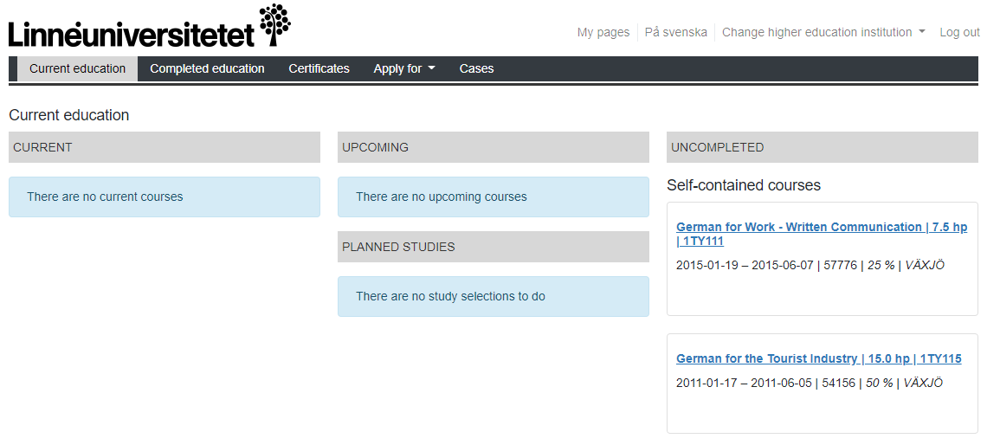 Linnéuniversitetet
My pages På svenska Change higher education institution Log out
Current education Completed education Certificates Apply for Cases
Current education
CURRENT
There are no current courses
UPCOMING
There are no upcoming courses
PLANNED STUDIES
There are no study selections to do
UNCOMPLETED
Self-contained courses
German for Work - Written Communication | 7.5 hp
| 1TY111
2015-01-19 – 2015-06-07 | 57776 | 25 % | VÄXJÖ
German for the Tourist Industry | 15.0 hp | 1TY115
2011-01-17 – 2011-06-05 | 54156 | 50 % | VÄXJÖ